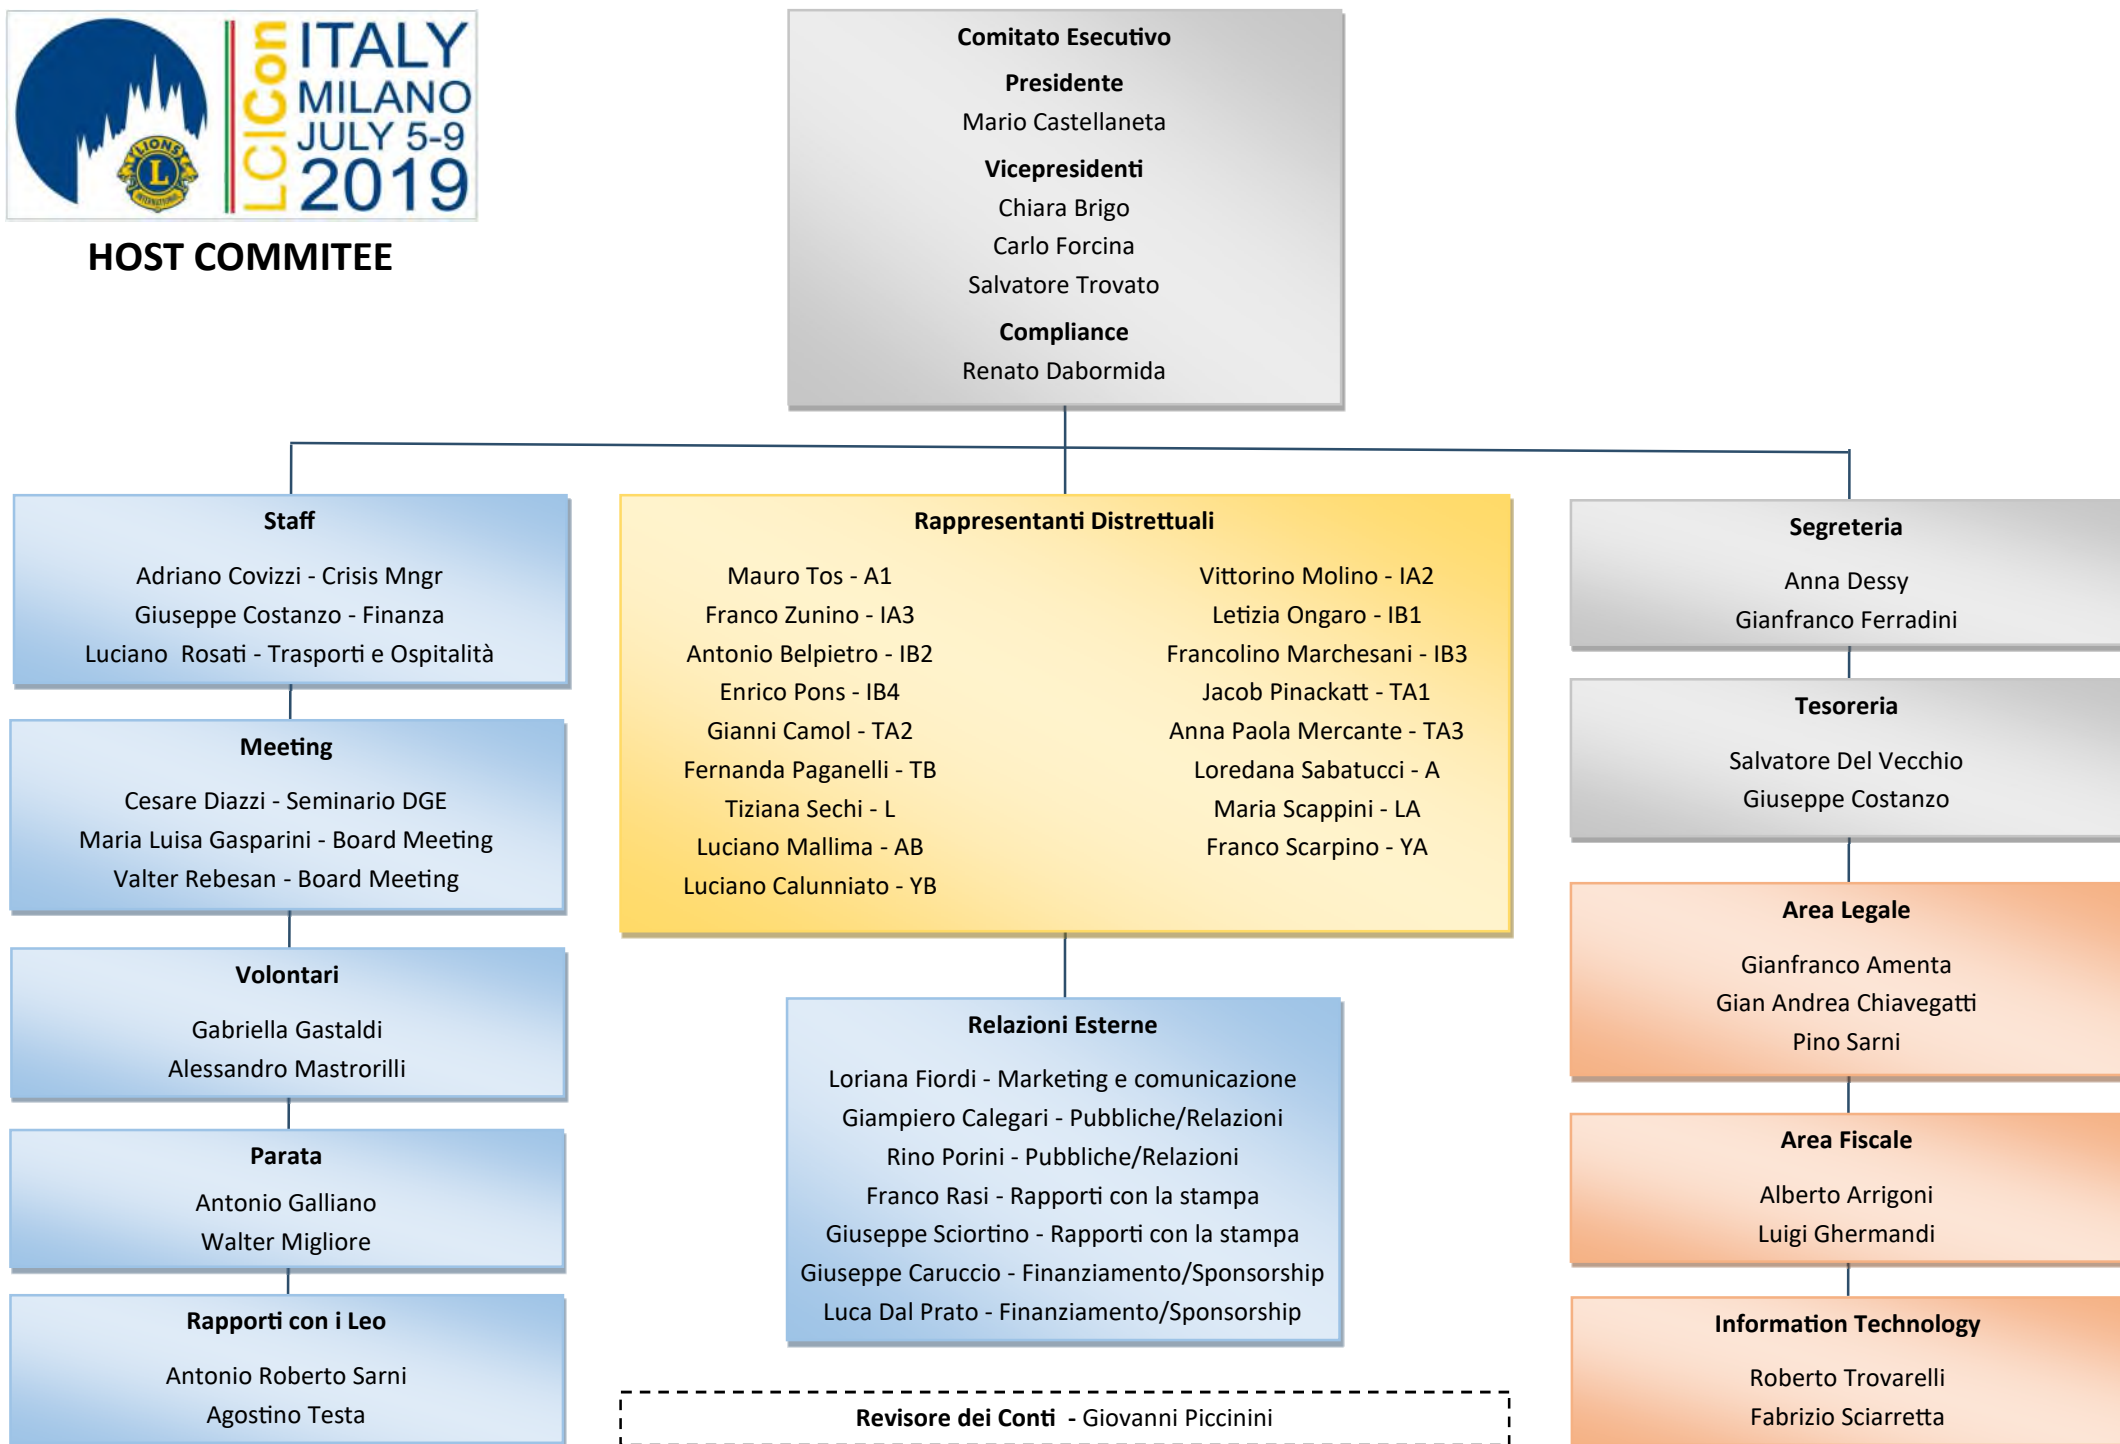 LCICon
ITALY
MILANO
JULY 5-9
2019
LIONS
L
INTERNATIONAL
HOST COMMITEE
Comitato Esecutivo
Presidente
Mario Castellaneta
Vicepresidenti
Chiara Brigo
Carlo Forcina
Salvatore Trovato
Compliance
Renato Dabormida
Staff
Adriano Covizzi - Crisis Mngr
Giuseppe Costanzo - Finanza
Luciano Rosati - Trasporti e Ospitalità
Meeting
Cesare Diazzi - Seminario DGE
Maria Luisa Gasparini - Board Meeting
Valter Rebesan - Board Meeting
Volontari
Gabriella Gastaldi
Alessandro Mastrorilli
Parata
Antonio Galliano
Walter Migliore
Rapporti con i Leo
Antonio Roberto Sarni
Agostino Testa
Rappresentanti Distrettuali
Mauro Tos - A1
Franco Zunino - IA3
Antonio Belpietro - IB2
Enrico Pons - IB4
Gianni Camol - TA2
Fernanda Paganelli - TB
Tiziana Sechi - L
Luciano Mallima - AB
Luciano Calunniato - YB
Vittorino Molino - IA2
Letizia Ongaro - IB1
Francolino Marchesani - IB3
Jacob Pinackatt - TA1
Anna Paola Mercante - TA3
Loredana Sabatucci - A
Maria Scappini - LA
Franco Scarpino - YA
Relazioni Esterne
Loriana Fiordi - Marketing e comunicazione
Giampiero Calegari - Pubbliche/Relazioni
Rino Porini - Pubbliche/Relazioni
Franco Rasi - Rapporti con la stampa
Giuseppe Sciortino - Rapporti con la stampa
Giuseppe Caruccio - Finanziamento/Sponsorship
Luca Dal Prato - Finanziamento/Sponsorship
Revisore dei Conti - Giovanni Piccinini
Segreteria
Anna Dessy
Gianfranco Ferradini
Tesoreria
Salvatore Del Vecchio
Giuseppe Costanzo
Area Legale
Gianfranco Amenta
Gian Andrea Chiavegatti
Pino Sarni
Area Fiscale
Alberto Arrigoni
Luigi Ghermandi
Information Technology
Roberto Trovarelli
Fabrizio Sciarretta